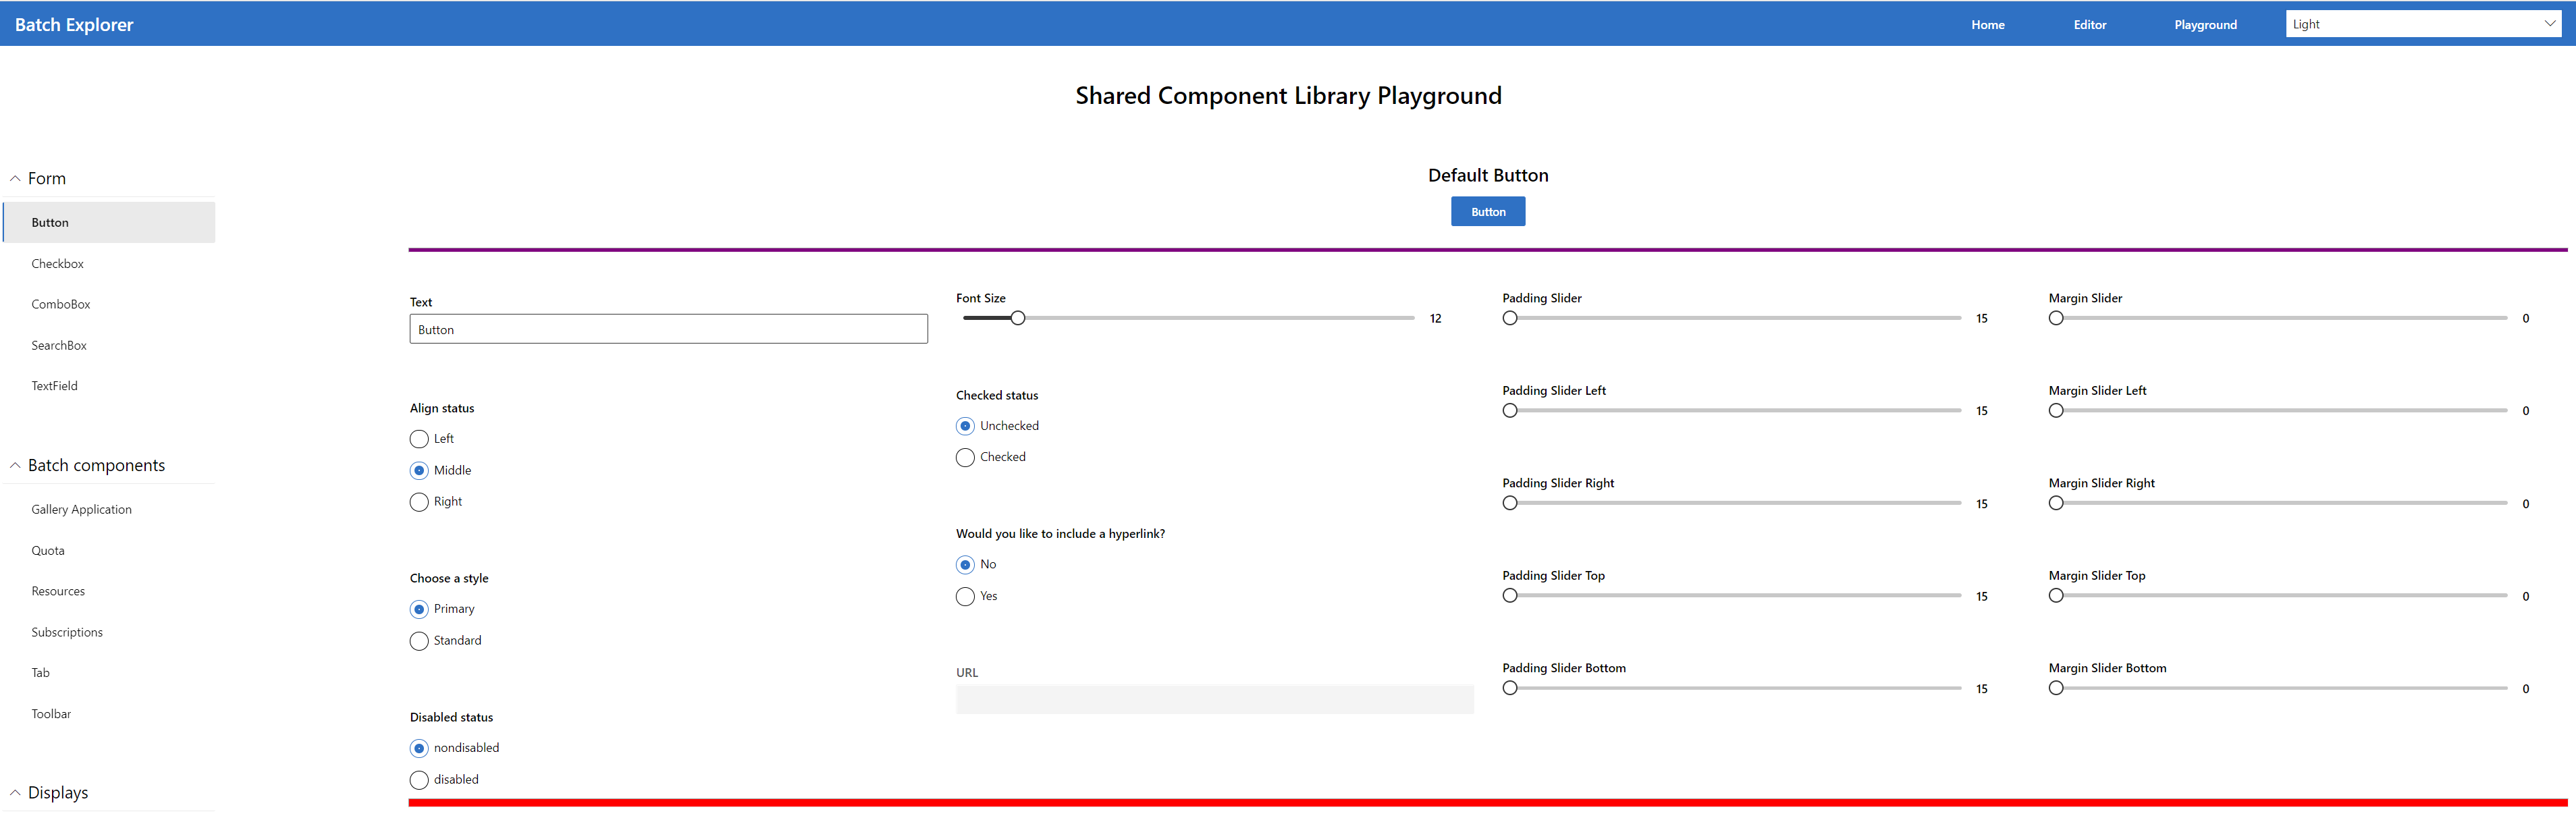 Batch Explorer
Home
Editor
Playground
Light
Shared Component Library Playground
Form
Button
Checkbox
ComboBox
SearchBox
TextField
Batch components
Gallery Application
Quota
Resources
Subscriptions
Tab
Toolbar
Displays
Default Button
Button
Text
Button
Align status
Left
Middle
Right
Choose a style
Primary
Standard
Disabled status
nondisabled
disabled
Font Size
12
Checked status
Unchecked
Checked
Would you like to include a hyperlink?
No
Yes
URL
Padding Slider
15
Padding Slider Left
15
Padding Slider Right
15
Padding Slider Top
15
Padding Slider Bottom
15
Margin Slider
0
Margin Slider Left
0
Margin Slider Right
0
Margin Slider Top
0
Margin Slider Bottom
0